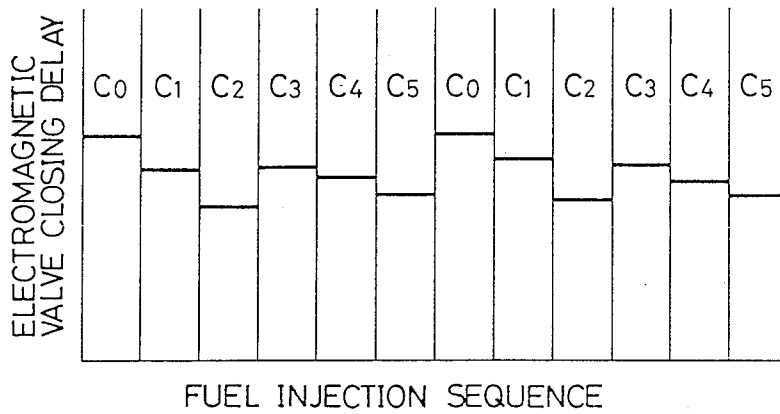 ELECTROMAGNETIC
VALVE CLOSING DELAY
C0 C1 C2 C3 C4 C5 C0 C1 C2 C3 C4 C5
FUEL INJECTION SEQUENCE